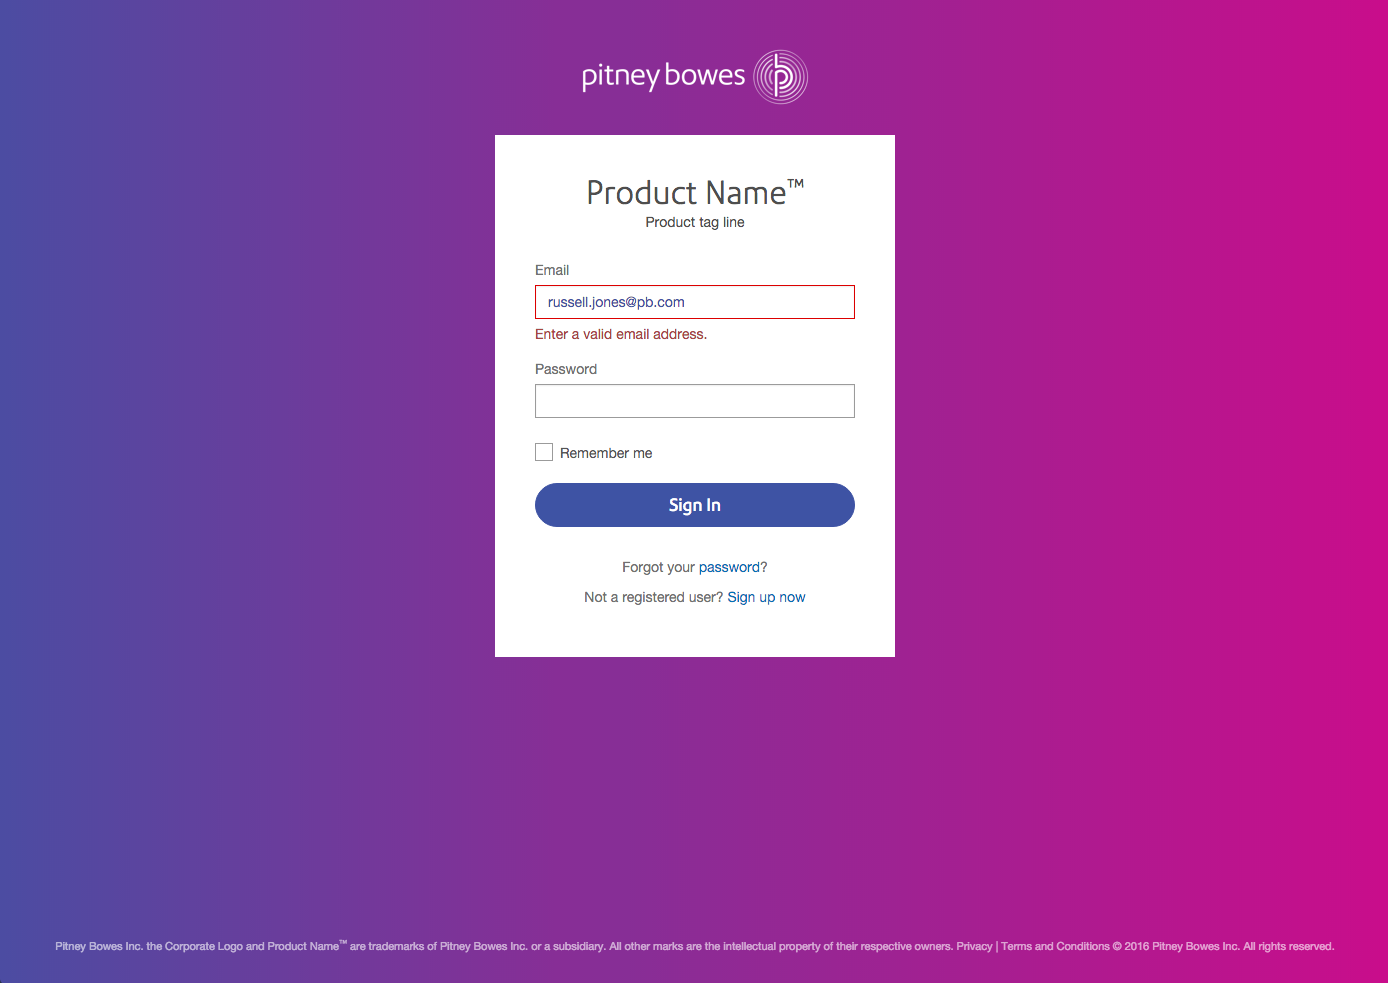 pitney bowes
Product Name™
Product tag line
Email
russell.jones@pb.com
Enter a valid email address.
Password
Remember me
Sign In
Forgot your password?
Not a registered user? Sign up now
Pitney Bowes Inc. the Corporate Logo and Product Name™ are trademarks of Pitney Bowes Inc. or a subsidiary. All other marks are the intellectual property of their respective owners. Privacy | Terms and Conditions © 2016 Pitney Bowes Inc. All rights reserved.